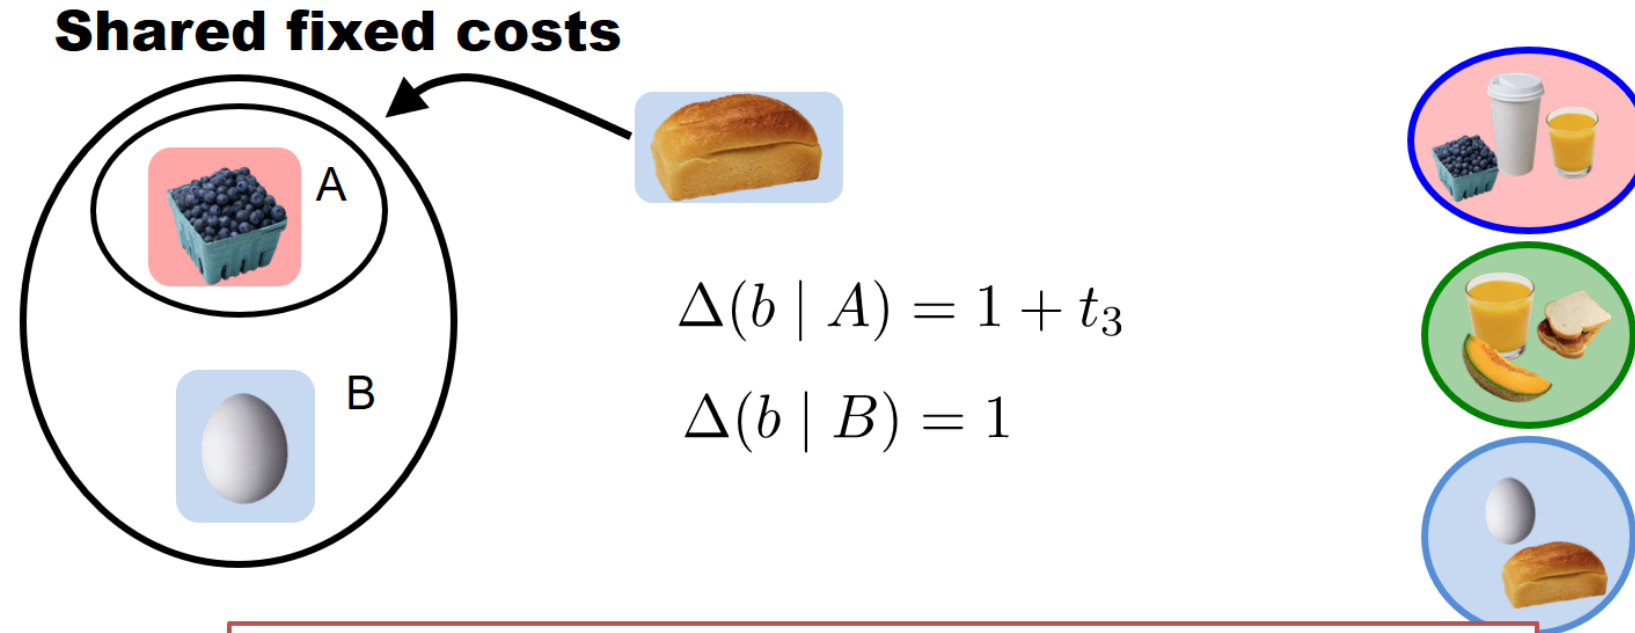 Shared fixed costs
A
B
Δ(b | A) = 1 + t₃
Δ(b | B) = 1